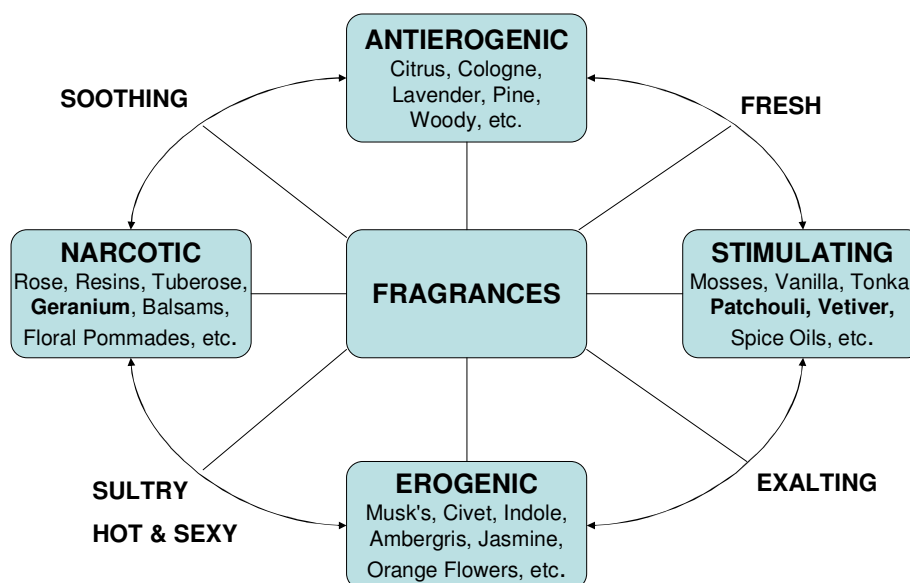 ANTIEROGENIC
Citrus, Cologne,
Lavender, Pine,
Woody, etc.
SOOTHING
FRESH
NARCOTIC
Rose, Resins, Tuberose,
Geranium, Balsams,
Floral Pommades, etc.
FRAGRANCES
STIMULATING
Mosses, Vanilla, Tonka
Patchouli, Vetiver,
Spice Oils, etc.
SULTRY
HOT & SEXY
EROGENIC
Musk's, Civet, Indole,
Ambergris, Jasmine,
Orange Flowers, etc.
EXALTING